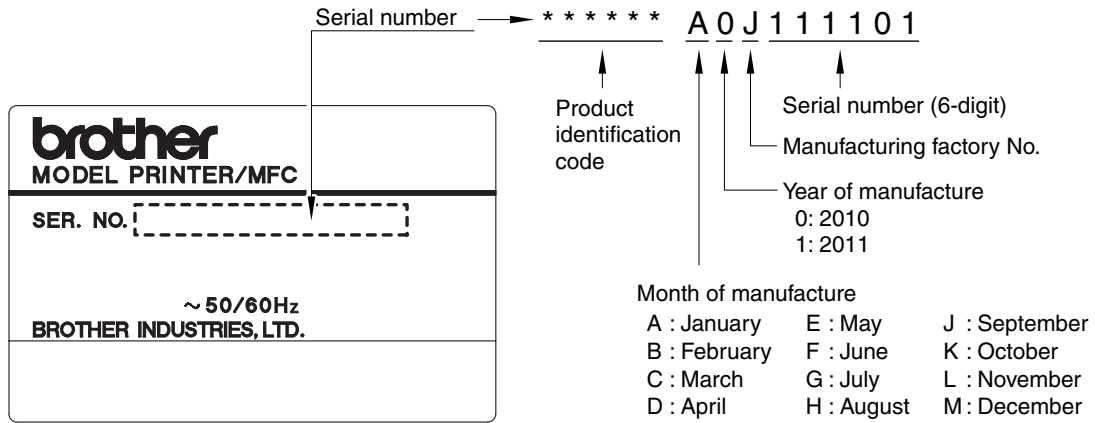 Serial number
* * * * * * A 0 J 1 1 1 1 0 1
Product
identification
code
Serial number (6-digit)
Manufacturing factory No.
Year of manufacture
0: 2010
1: 2011
brother
MODEL PRINTER/MFC
SER. NO.
~50/60Hz
BROTHER INDUSTRIES, LTD.
Month of manufacture
A : January E : May J : September
B : February F : June K : October
C : March G : July L : November
D : April H : August M : December